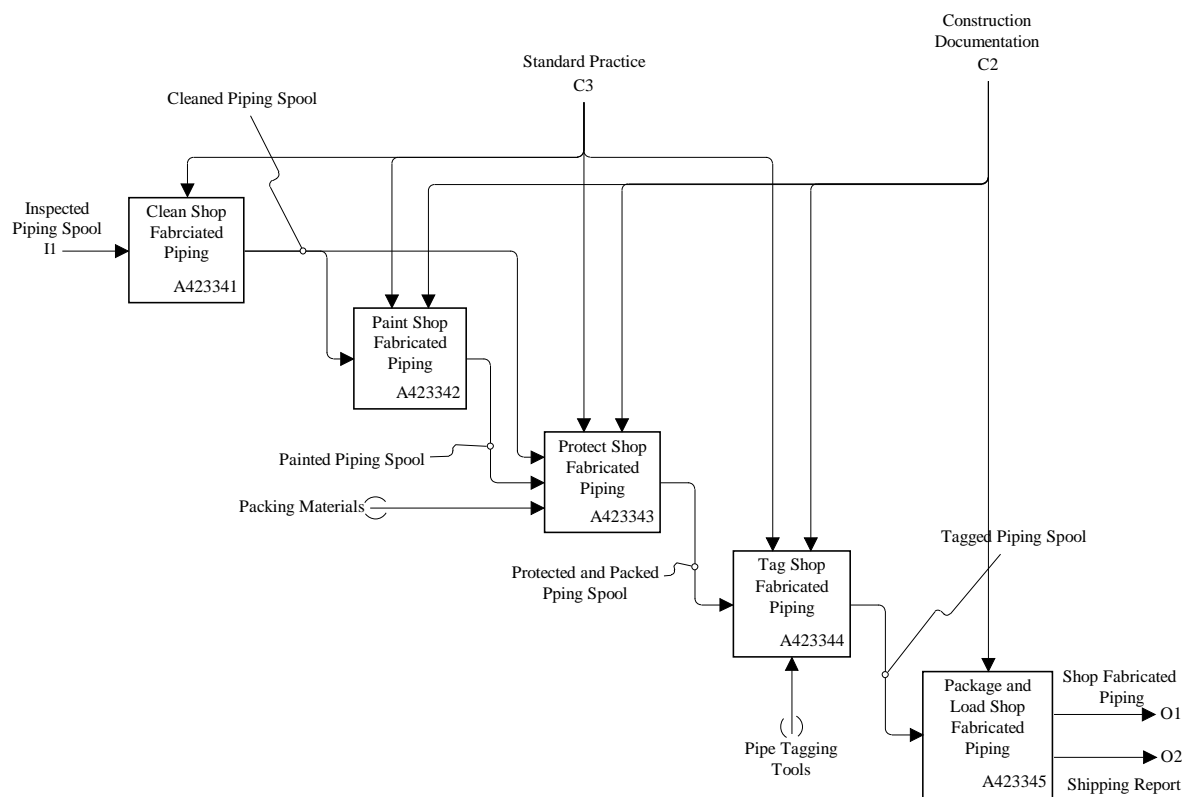 Construction
Documentation
C2
Standard Practice
C3
Cleaned Piping Spool
Inspected
Piping Spool
I1
Clean Shop
Fabrciated
Piping
A423341
Paint Shop
Fabricated
Piping
A423342
Painted Piping Spool
Packing Materials
Protect Shop
Fabricated
Piping
A423343
Protected and Packed
Pping Spool
Tagged Piping Spool
Tag Shop
Fabricated
Piping
A423344
Pipe Tagging
Tools
Package and
Load Shop
Fabricated
Piping
A423345
Shop Fabricated
Piping
O1
O2
Shipping Report